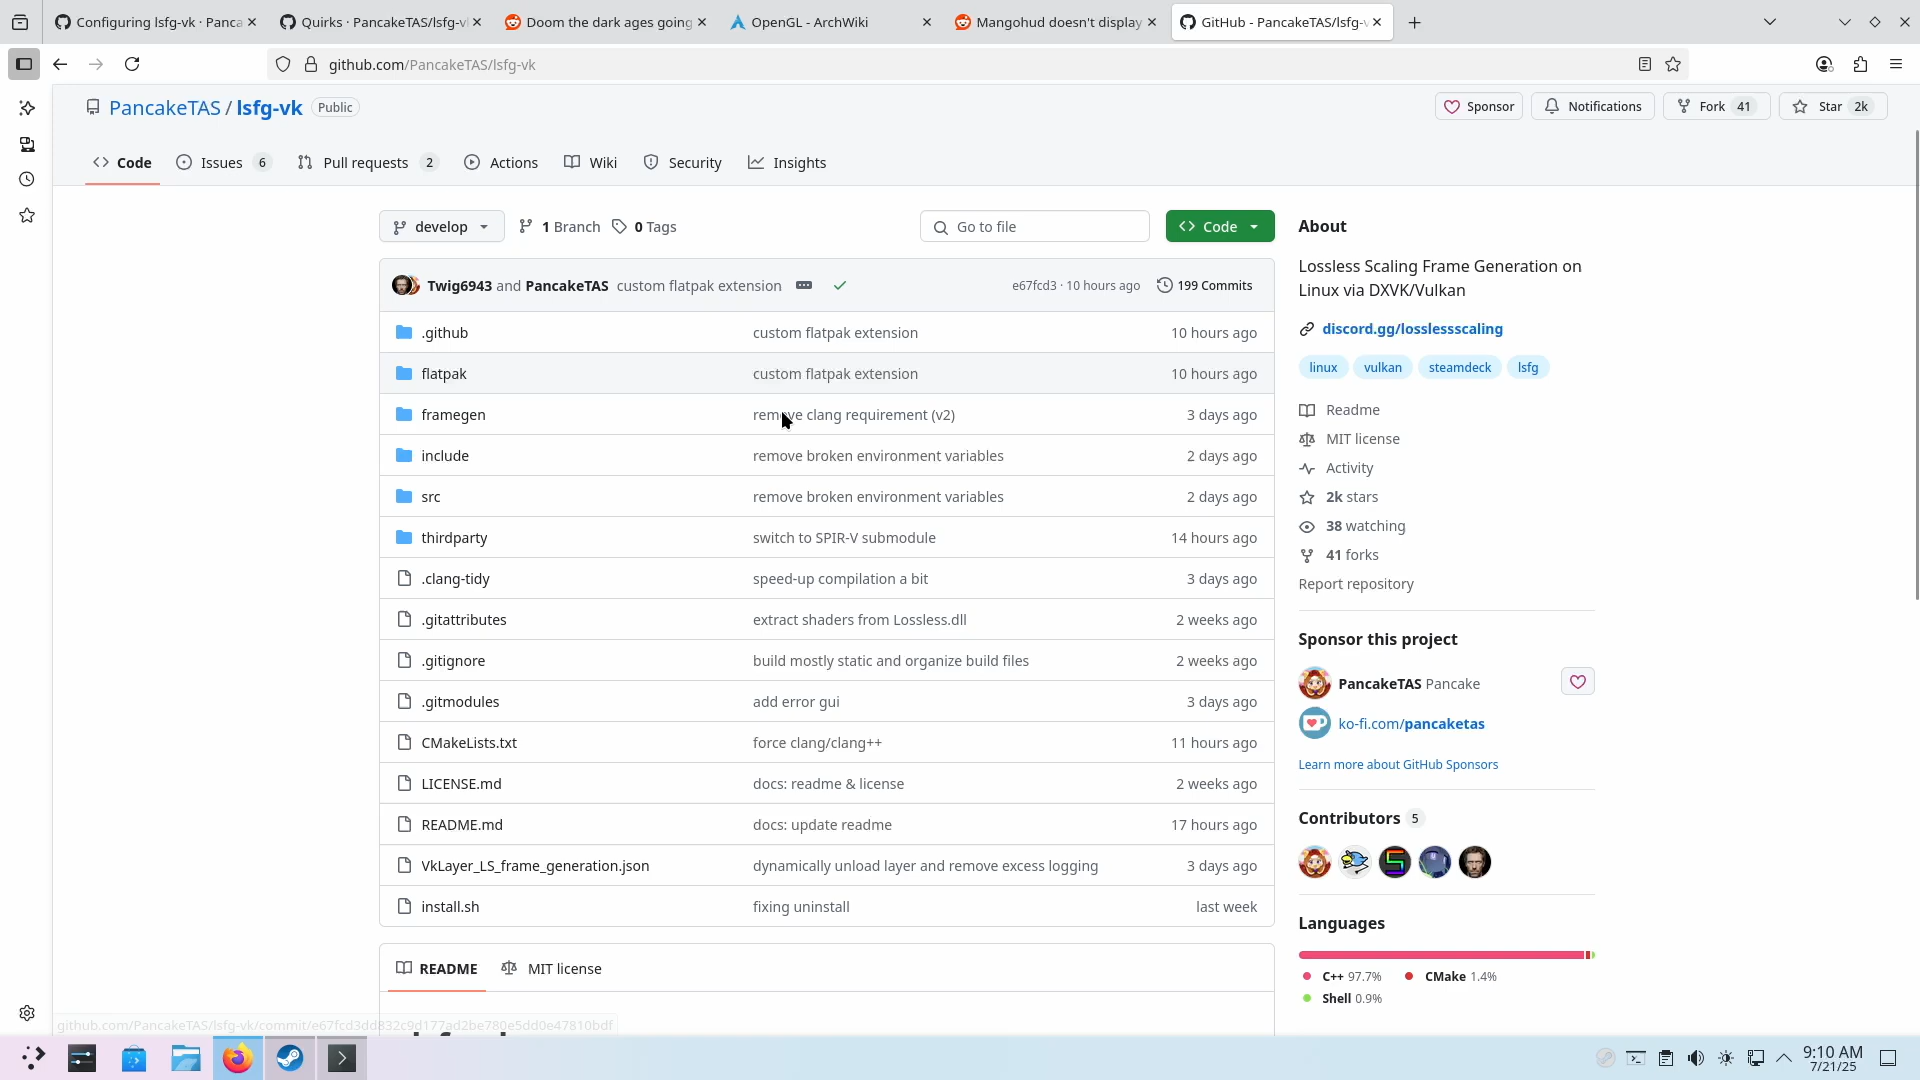 Configuring lsfg-vk · Panca
Quirks · PancakeTAS/lsfg-v
Doom the dark ages going
OpenGL - ArchWiki
Mangohud doesn't display
GitHub - PancakeTAS/lsfg-v
github.com/PancakeTAS/lsfg-vk
PancakeTAS / lsfg-vk Public
Sponsor
Notifications
Fork 41
Star 2k
Code
Issues 6
Pull requests 2
Actions
Wiki
Security
Insights
develop
1 Branch
0 Tags
Go to file
Code
Twig6943 and PancakeTAS custom flatpak extension
e67fcd3 · 10 hours ago
199 Commits
.github custom flatpak extension 10 hours ago
flatpak custom flatpak extension 10 hours ago
framegen remove clang requirement (v2) 3 days ago
include remove broken environment variables 2 days ago
src remove broken environment variables 2 days ago
thirdparty switch to SPIR-V submodule 14 hours ago
.clang-tidy speed-up compilation a bit 3 days ago
.gitattributes extract shaders from Lossless.dll 2 weeks ago
.gitignore build mostly static and organize build files 2 weeks ago
.gitmodules add error gui 3 days ago
CMakeLists.txt force clang/clang++ 11 hours ago
LICENSE.md docs: readme & license 2 weeks ago
README.md docs: update readme 17 hours ago
VkLayer_LS_frame_generation.json dynamically unload layer and remove excess logging 3 days ago
install.sh fixing uninstall last week
README
MIT license
About
Lossless Scaling Frame Generation on
Linux via DXVK/Vulkan
discord.gg/losslessscaling
linux vulkan steamdeck lsfg
Readme
MIT license
Activity
2k stars
38 watching
41 forks
Report repository
Sponsor this project
PancakeTAS Pancake
ko-fi.com/pancaketas
Learn more about GitHub Sponsors
Contributors 5
Languages
C++ 97.7% CMake 1.4%
Shell 0.9%
github.com/PancakeTAS/lsfg-vk/commit/e67fcd3dd832c9d177ad2be780e5dd0e47810bdf
9:10 AM
7/21/25